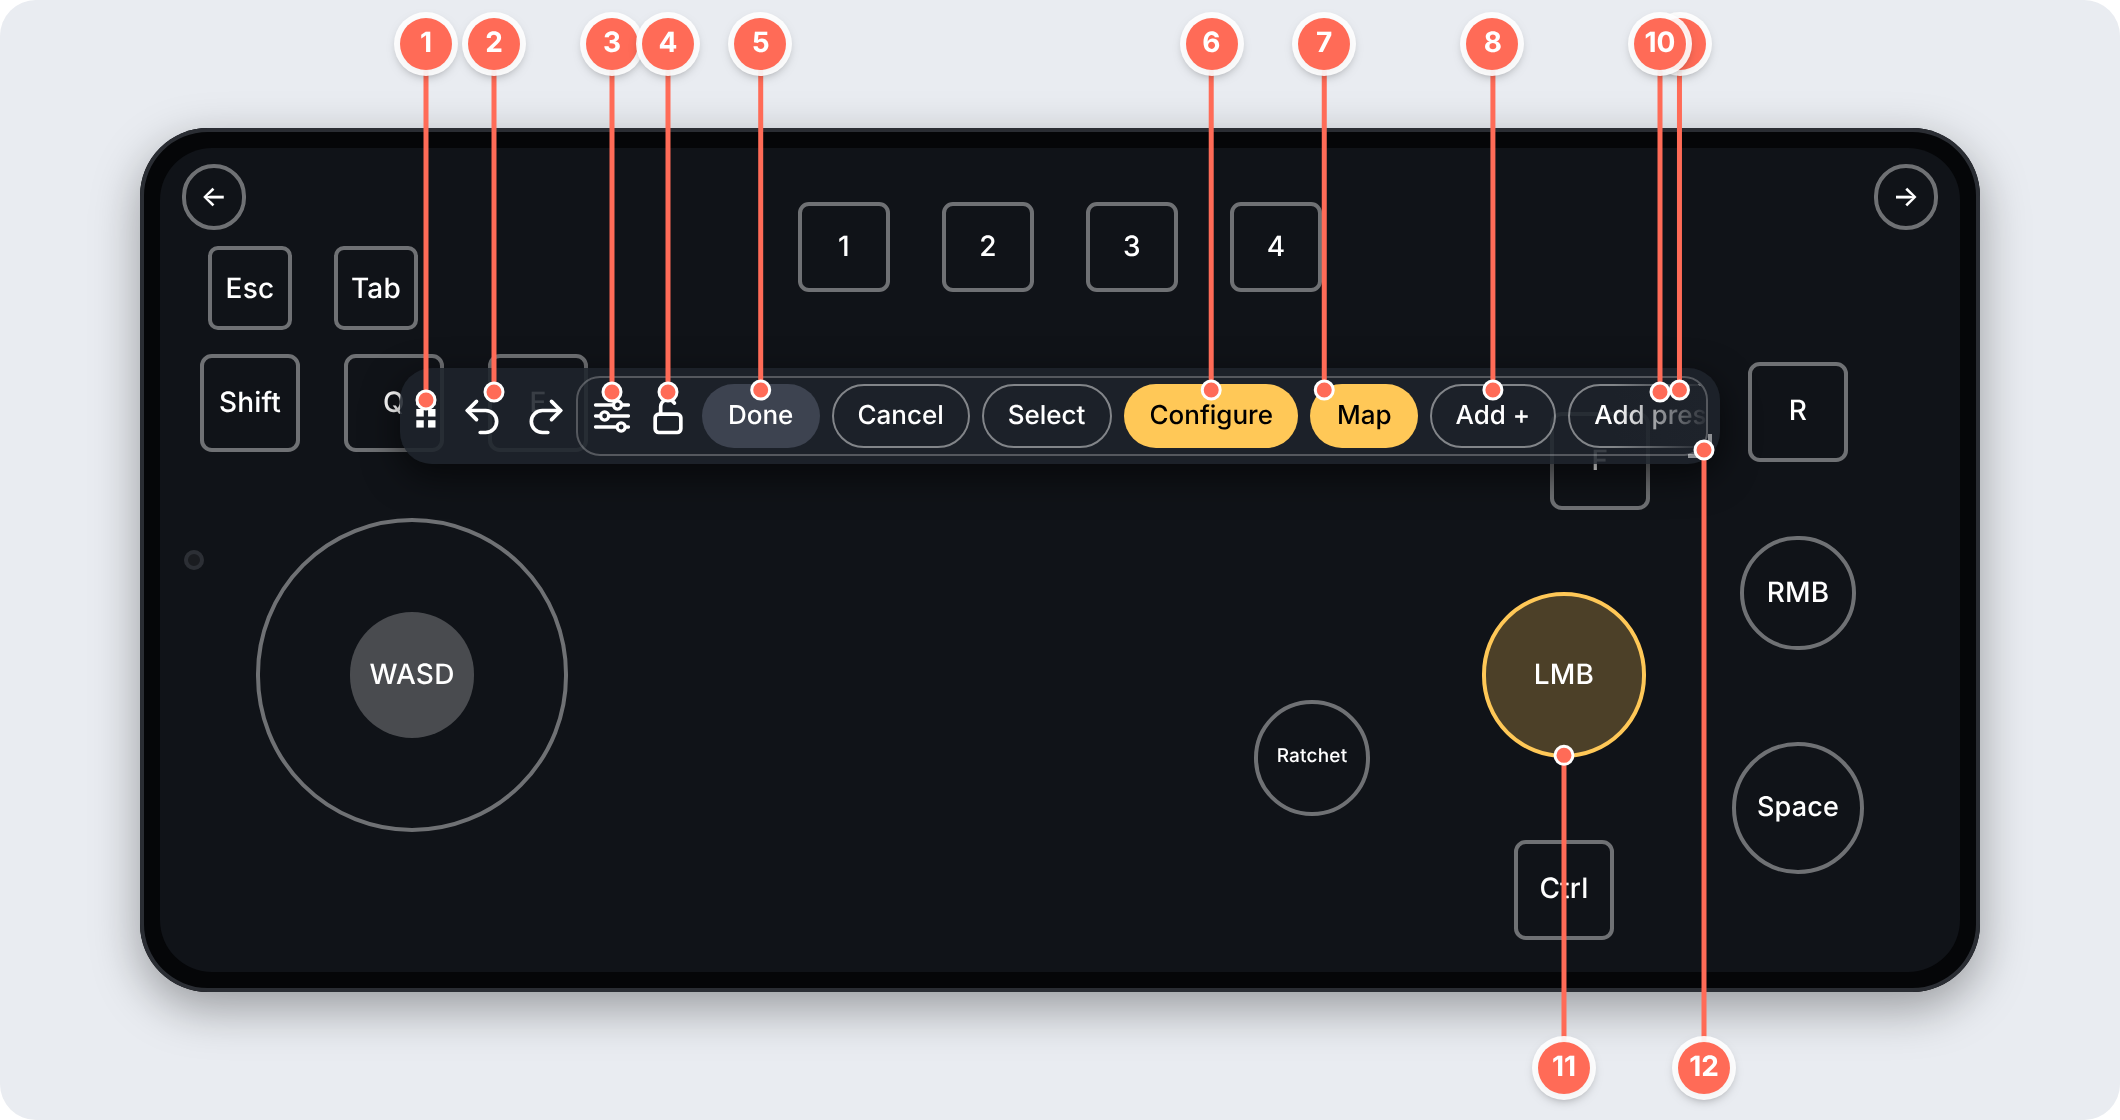 1 2 3 4 5 6 7 8 10
1 2 3 4
Esc Tab
Shift Q E
Done Cancel Select Configure Map Add + Add pres
R
F
WASD
LMB
RMB
Ratchet
Space
Ctrl
11 12